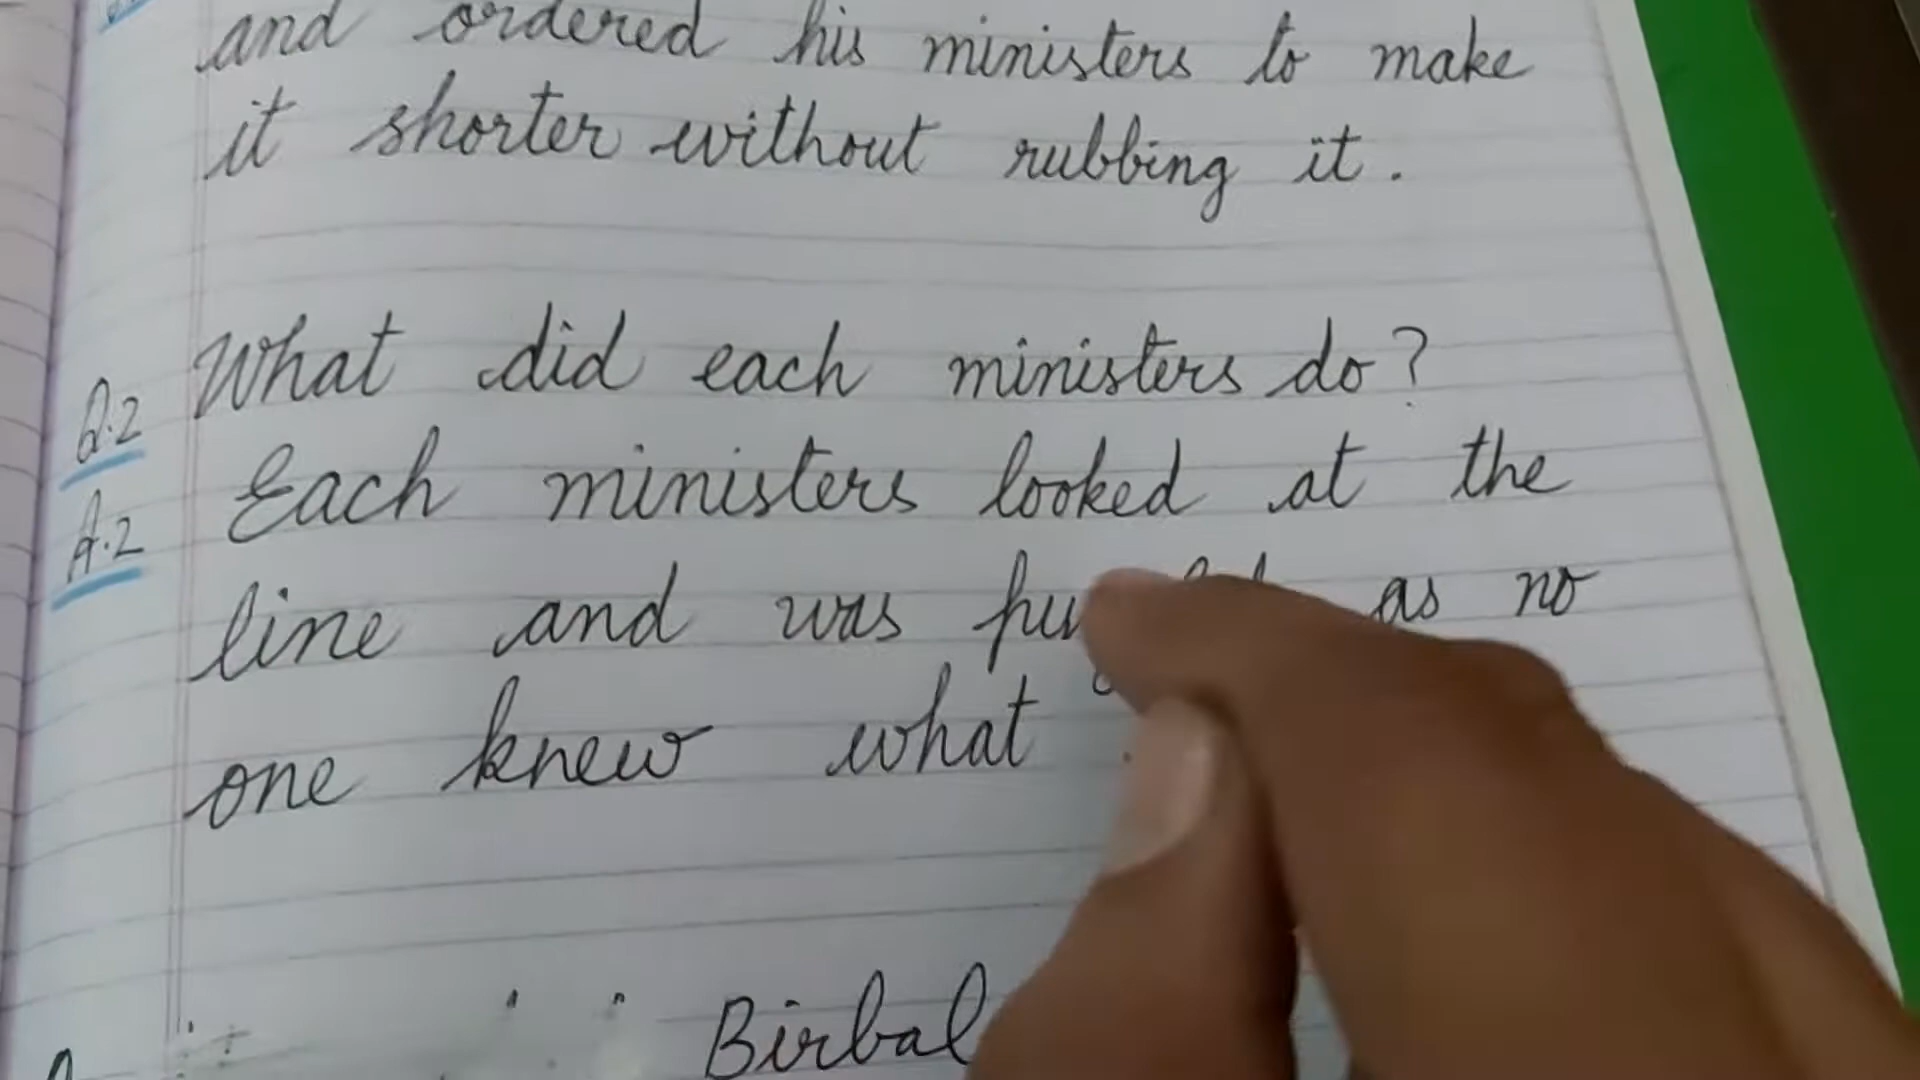 and ordered his ministers to make
it shorter without rubbing it.
Q.2 What did each ministers do?
A.2 Each ministers looked at the
line and was as no
one knew what
Birbal